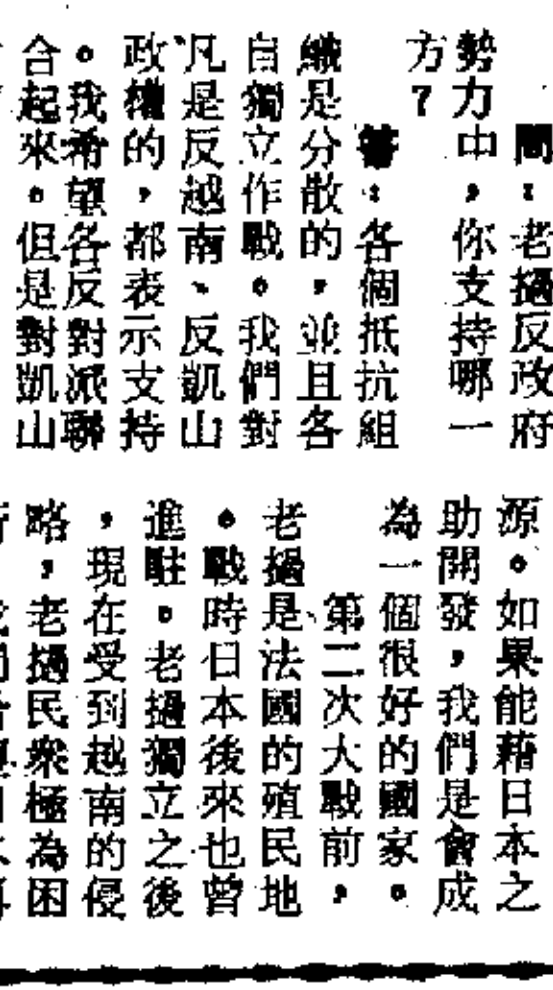 問：老撾反政府
勢力中，你支持哪一
方？
答：各個抵抗組
織是分散的，並且各
自獨立作戰。我們對
凡是反越南、反凱山
政權的，都表示支持
。我希望各反對派聯
合起來。但是對凱山
源。如果能藉日本之
助開發，我們是會成
為一個很好的國家。
第二次大戰前，
老撾是法國的殖民地
。戰時日本後來也曾
進駐。老撾獨立之後
，現在受到越南的侵
略，老撾民衆極為困